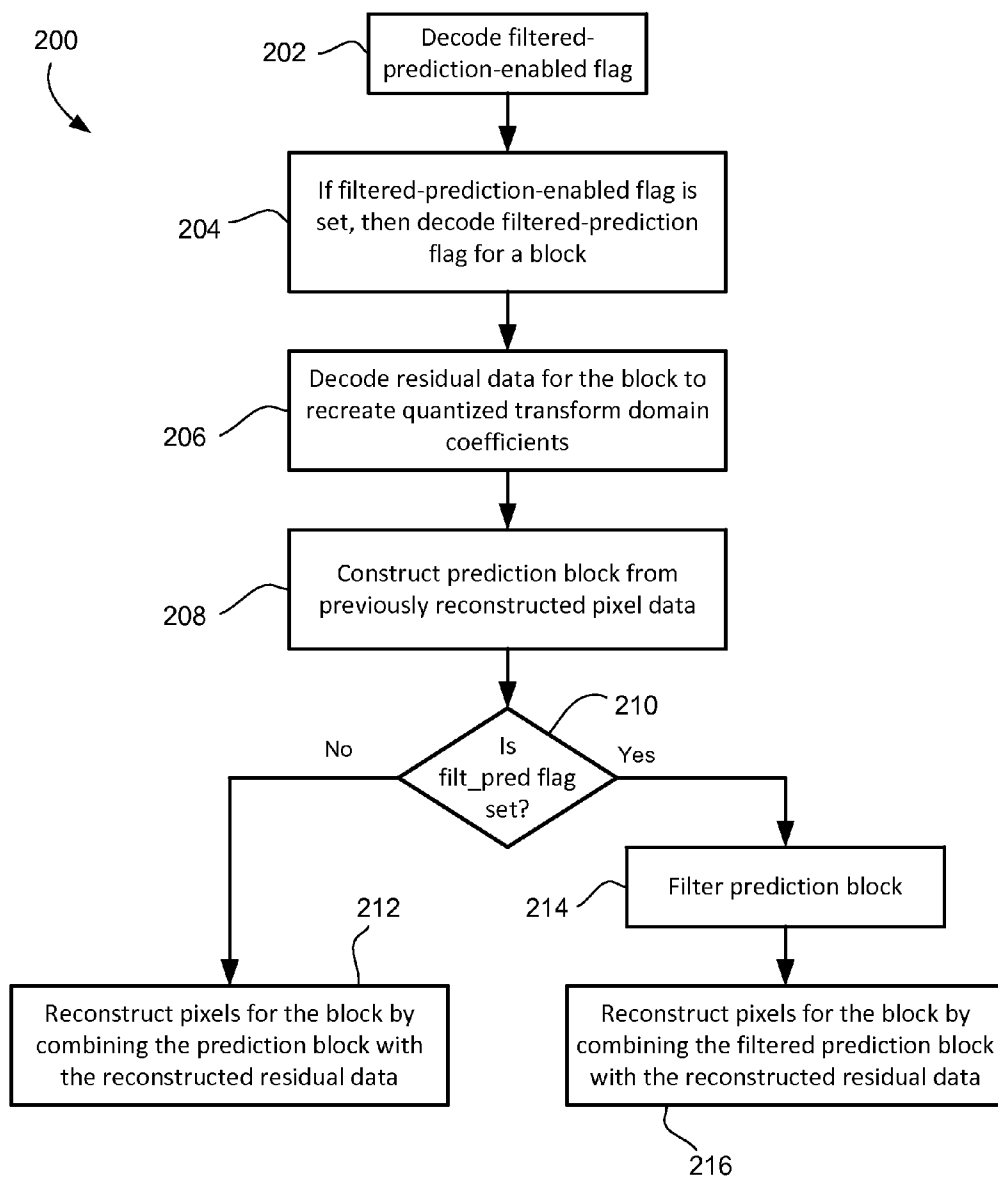 200
202
Decode filtered-
prediction-enabled flag
204
If filtered-prediction-enabled flag is
set, then decode filtered-prediction
flag for a block
206
Decode residual data for the block to
recreate quantized transform domain
coefficients
208
Construct prediction block from
previously reconstructed pixel data
210
No
Is
filt_pred flag
set?
Yes
214
Filter prediction block
212
Reconstruct pixels for the block by
combining the prediction block with
the reconstructed residual data
Reconstruct pixels for the block by
combining the filtered prediction block
with the reconstructed residual data
216